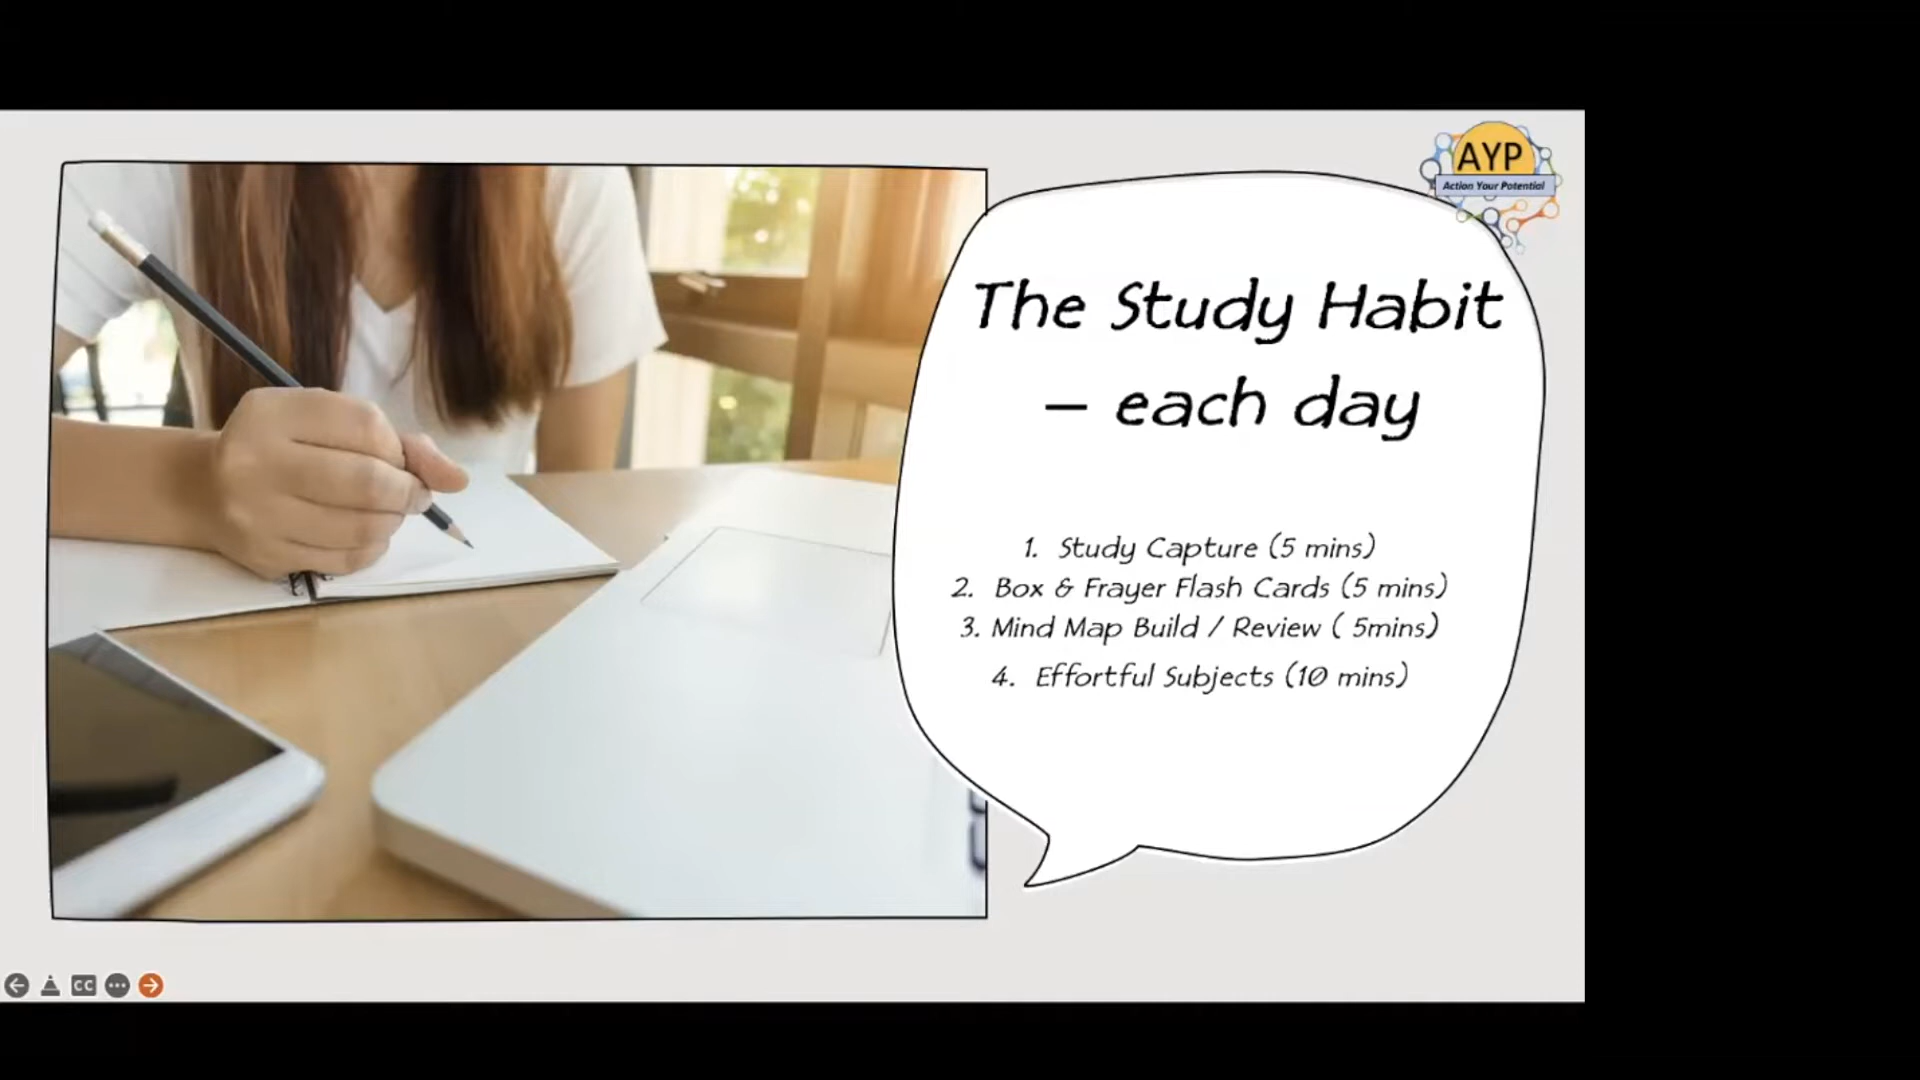 AYP
Action Your Potential
The Study Habit
– each day
1. Study Capture (5 mins)
2. Box & Frayer Flash Cards (5 mins)
3. Mind Map Build / Review ( 5mins)
4. Effortful Subjects (10 mins)
CC